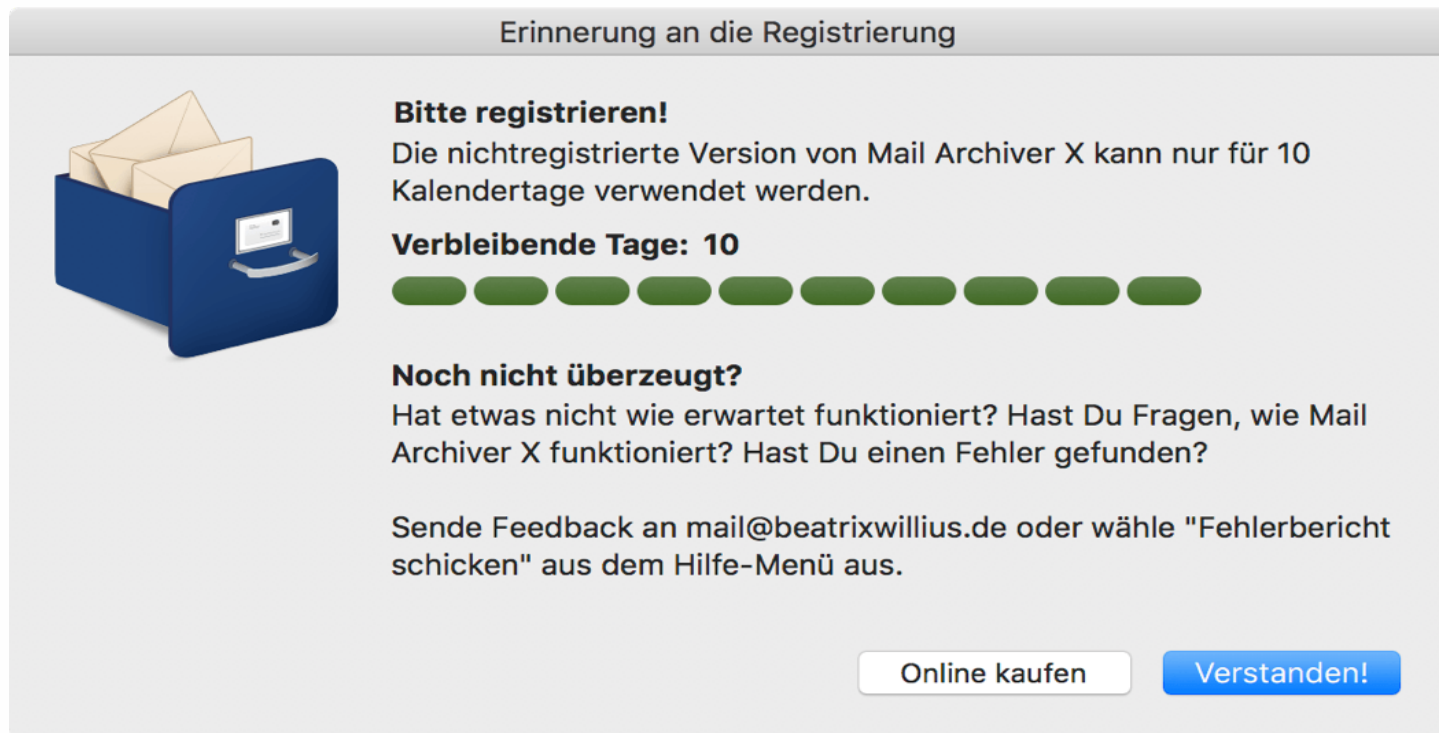 Erinnerung an die Registrierung
Bitte registrieren!
Die nichtregistrierte Version von Mail Archiver X kann nur für 10
Kalendertage verwendet werden.
Verbleibende Tage: 10
Noch nicht überzeugt?
Hat etwas nicht wie erwartet funktioniert? Hast Du Fragen, wie Mail
Archiver X funktioniert? Hast Du einen Fehler gefunden?
Sende Feedback an mail@beatrixwillius.de oder wähle "Fehlerbericht
schicken" aus dem Hilfe-Menü aus.
Online kaufen
Verstanden!